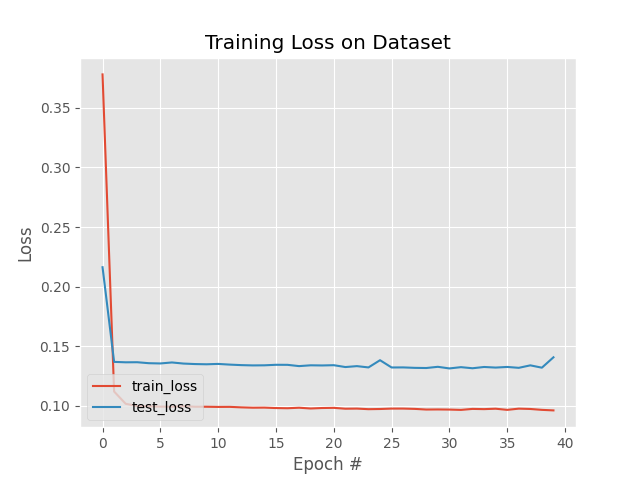 Training Loss on Dataset
Loss
0.35
0.30
0.25
0.20
0.15
0.10
train_loss
test_loss
0 5 10 15 20 25 30 35 40
Epoch #